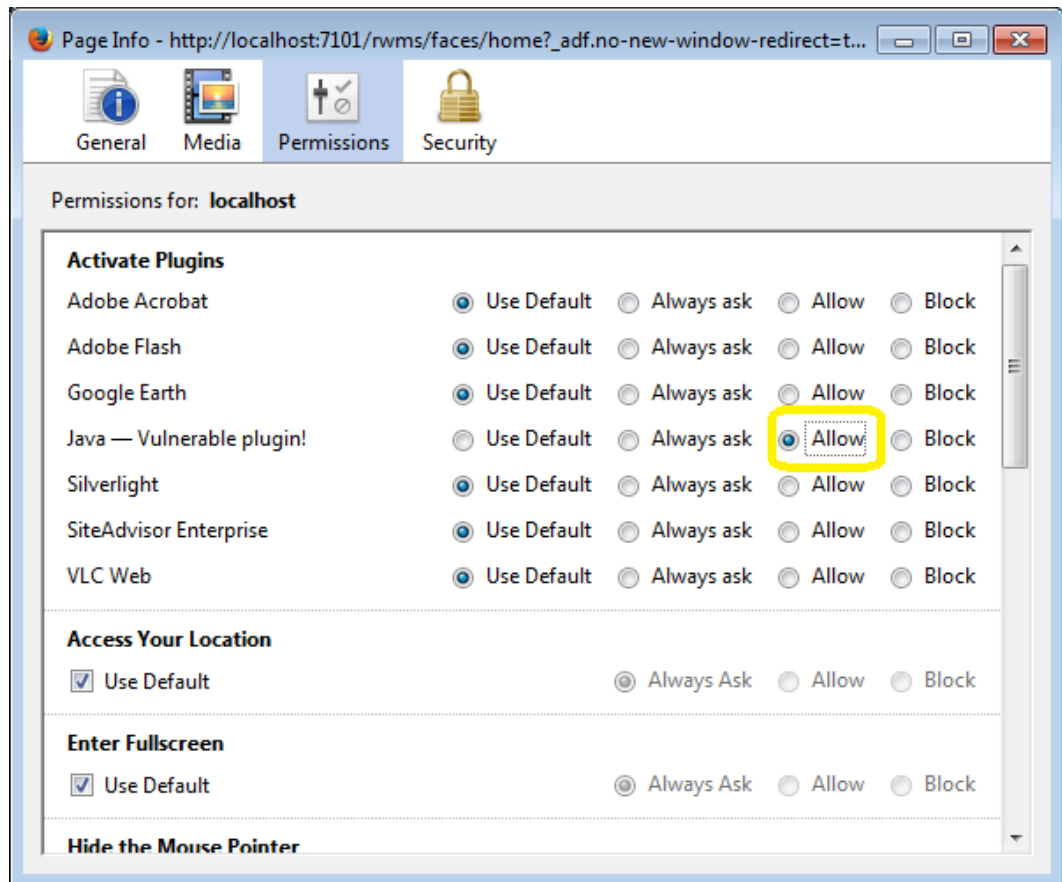 Page Info - http://localhost:7101/rwms/faces/home?_adf.no-new-window-redirect=t...
General Media Permissions Security
Permissions for: localhost
Activate Plugins
Adobe Acrobat Use Default Always ask Allow Block
Adobe Flash Use Default Always ask Allow Block
Google Earth Use Default Always ask Allow Block
Java — Vulnerable plugin! Use Default Always ask Allow Block
Silverlight Use Default Always ask Allow Block
SiteAdvisor Enterprise Use Default Always ask Allow Block
VLC Web Use Default Always ask Allow Block
Access Your Location
Use Default Always Ask Allow Block
Enter Fullscreen
Use Default Always Ask Allow Block
Hide the Mouse Pointer